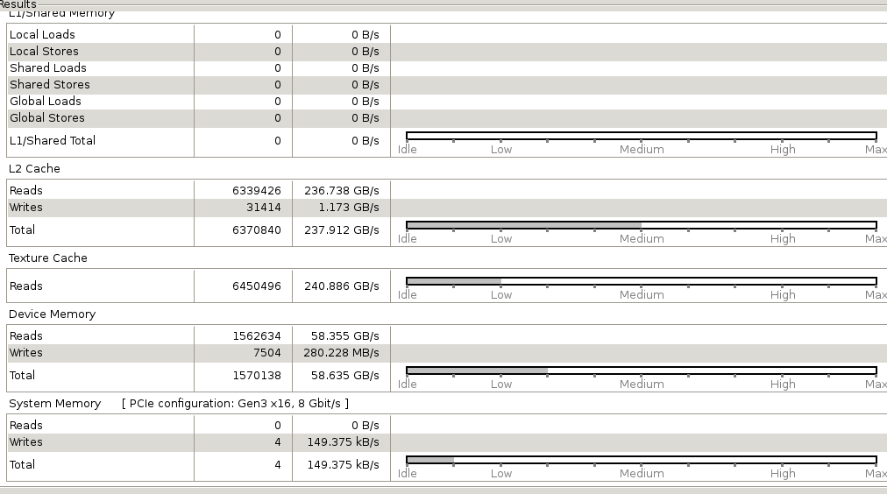 Results
L1/Shared Memory
Local Loads 0 0 B/s
Local Stores 0 0 B/s
Shared Loads 0 0 B/s
Shared Stores 0 0 B/s
Global Loads 0 0 B/s
Global Stores 0 0 B/s
L1/Shared Total 0 0 B/s
Idle Low Medium High Max
L2 Cache
Reads 6339426 236.738 GB/s
Writes 31414 1.173 GB/s
Total 6370840 237.912 GB/s
Idle Low Medium High Max
Texture Cache
Reads 6450496 240.886 GB/s
Idle Low Medium High Max
Device Memory
Reads 1562634 58.355 GB/s
Writes 7504 280.228 MB/s
Total 1570138 58.635 GB/s
Idle Low Medium High Max
System Memory [ PCIe configuration: Gen3 x16, 8 Gbit/s ]
Reads 0 0 B/s
Writes 4 149.375 kB/s
Total 4 149.375 kB/s
Idle Low Medium High Max